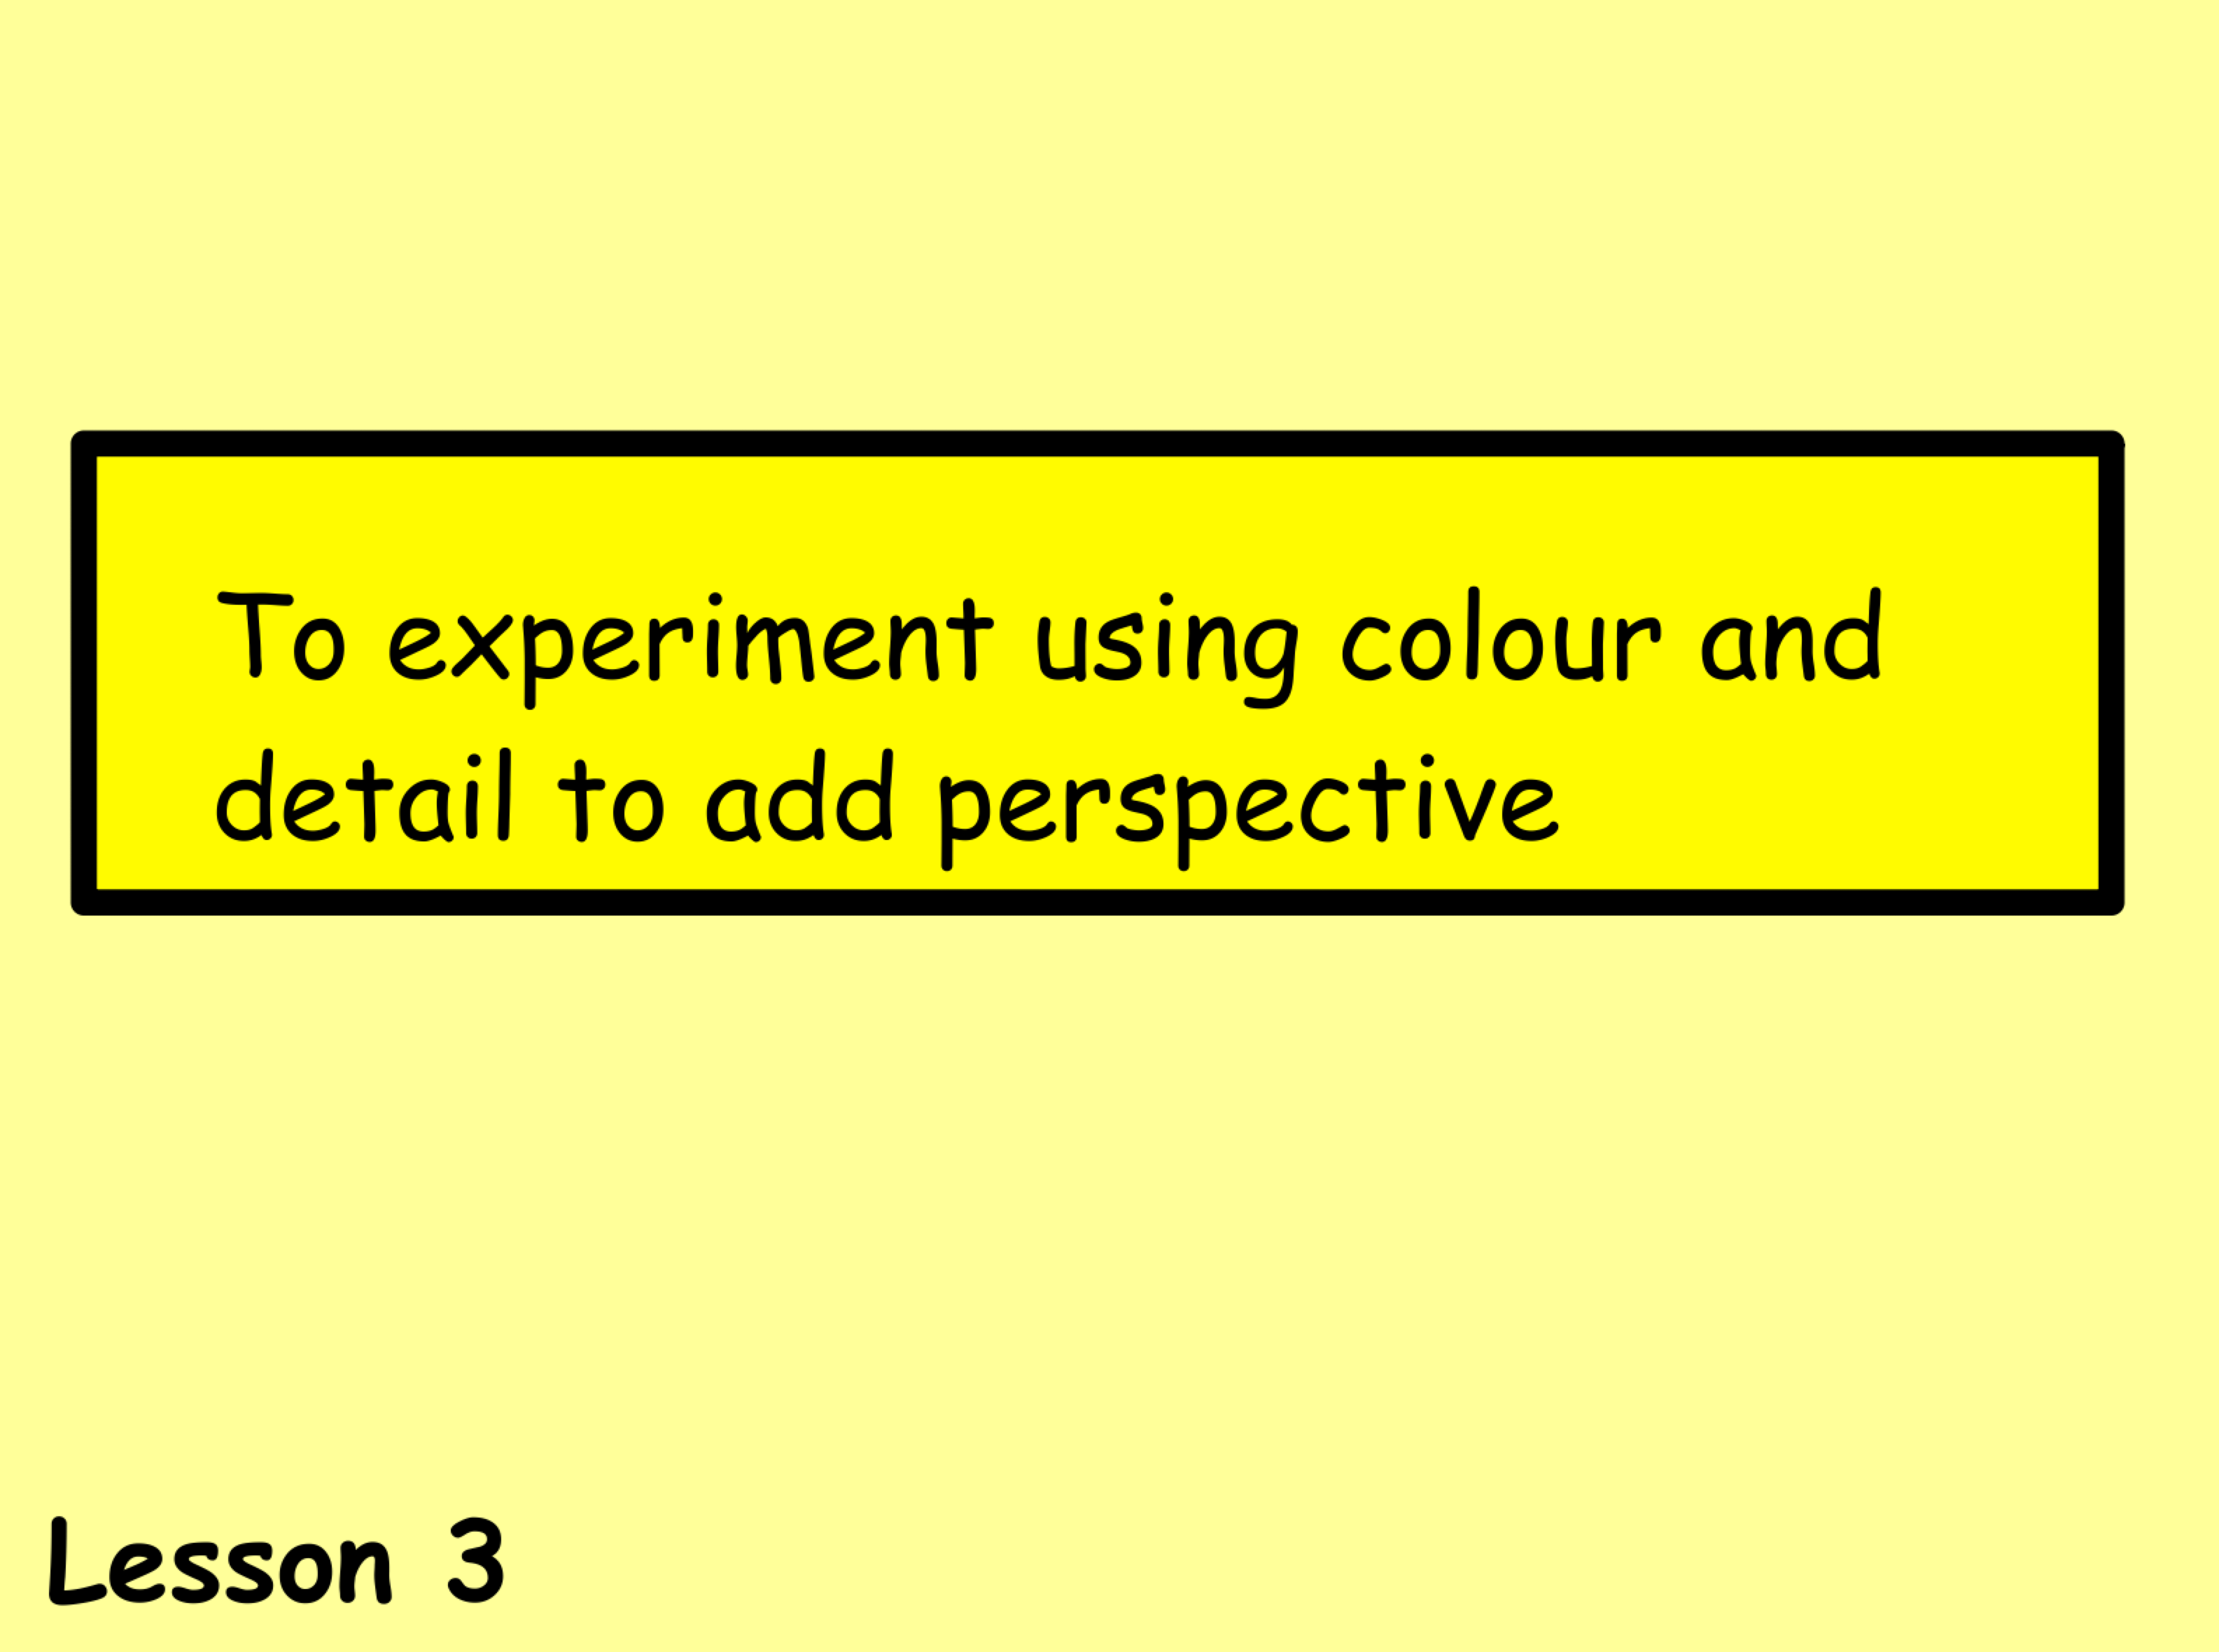 To experiment using colour and
detail to add perspective
Lesson 3